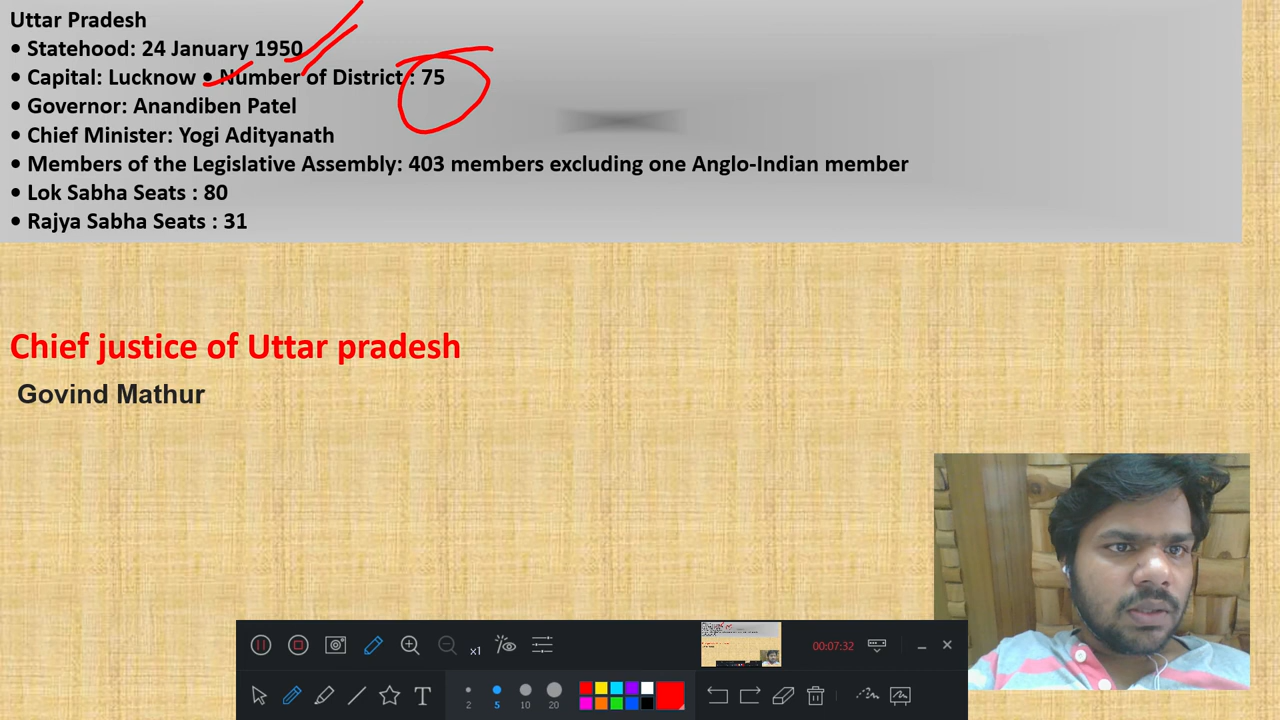 Uttar Pradesh
• Statehood: 24 January 1950
• Capital: Lucknow • Number of District : 75
• Governor: Anandiben Patel
• Chief Minister: Yogi Adityanath
• Members of the Legislative Assembly: 403 members excluding one Anglo-Indian member
• Lok Sabha Seats : 80
• Rajya Sabha Seats : 31
Chief justice of Uttar pradesh
Govind Mathur
x1
00:07:32
2 5 10 20